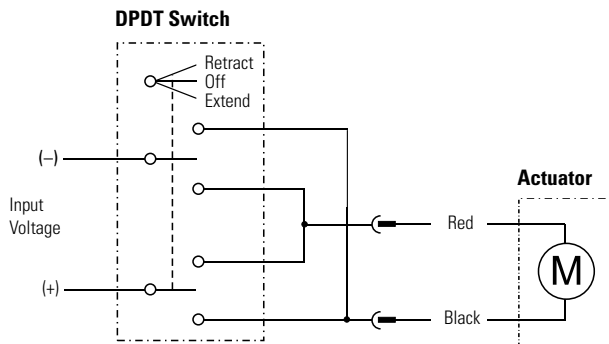 DPDT Switch
Retract
Off
Extend
(–)
Input
Voltage
(+)
Actuator
Red
M
Black